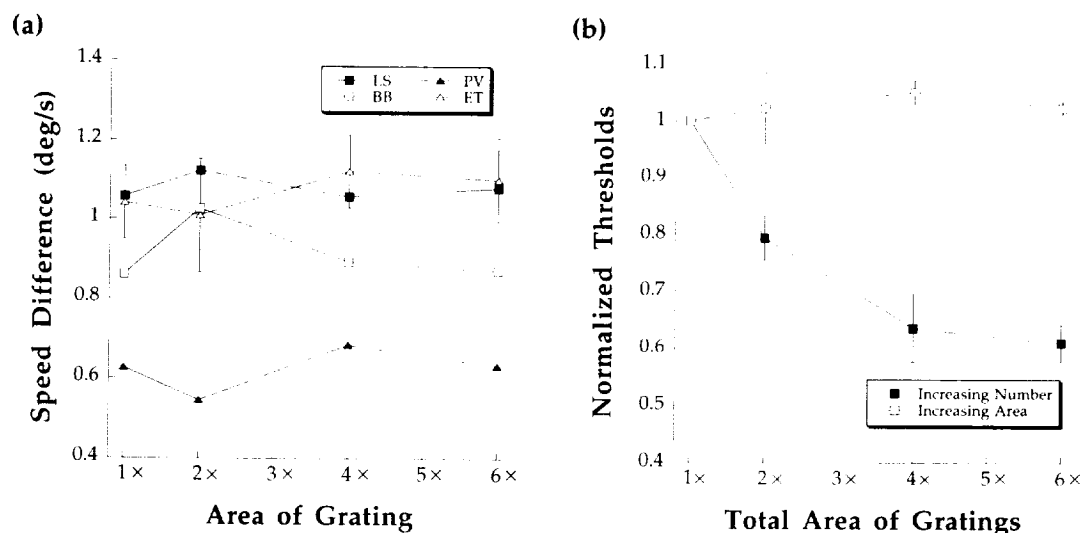 (a)
1.4
1.2
1
0.8
0.6
0.4
Speed Difference (deg/s)
LS PV
BB ET
1× 2× 3× 4× 5× 6×
Area of Grating
(b)
1.1
1
0.9
0.8
0.7
0.6
0.5
0.4
Normalized Thresholds
Increasing Number
Increasing Area
1× 2× 3× 4× 5× 6×
Total Area of Gratings